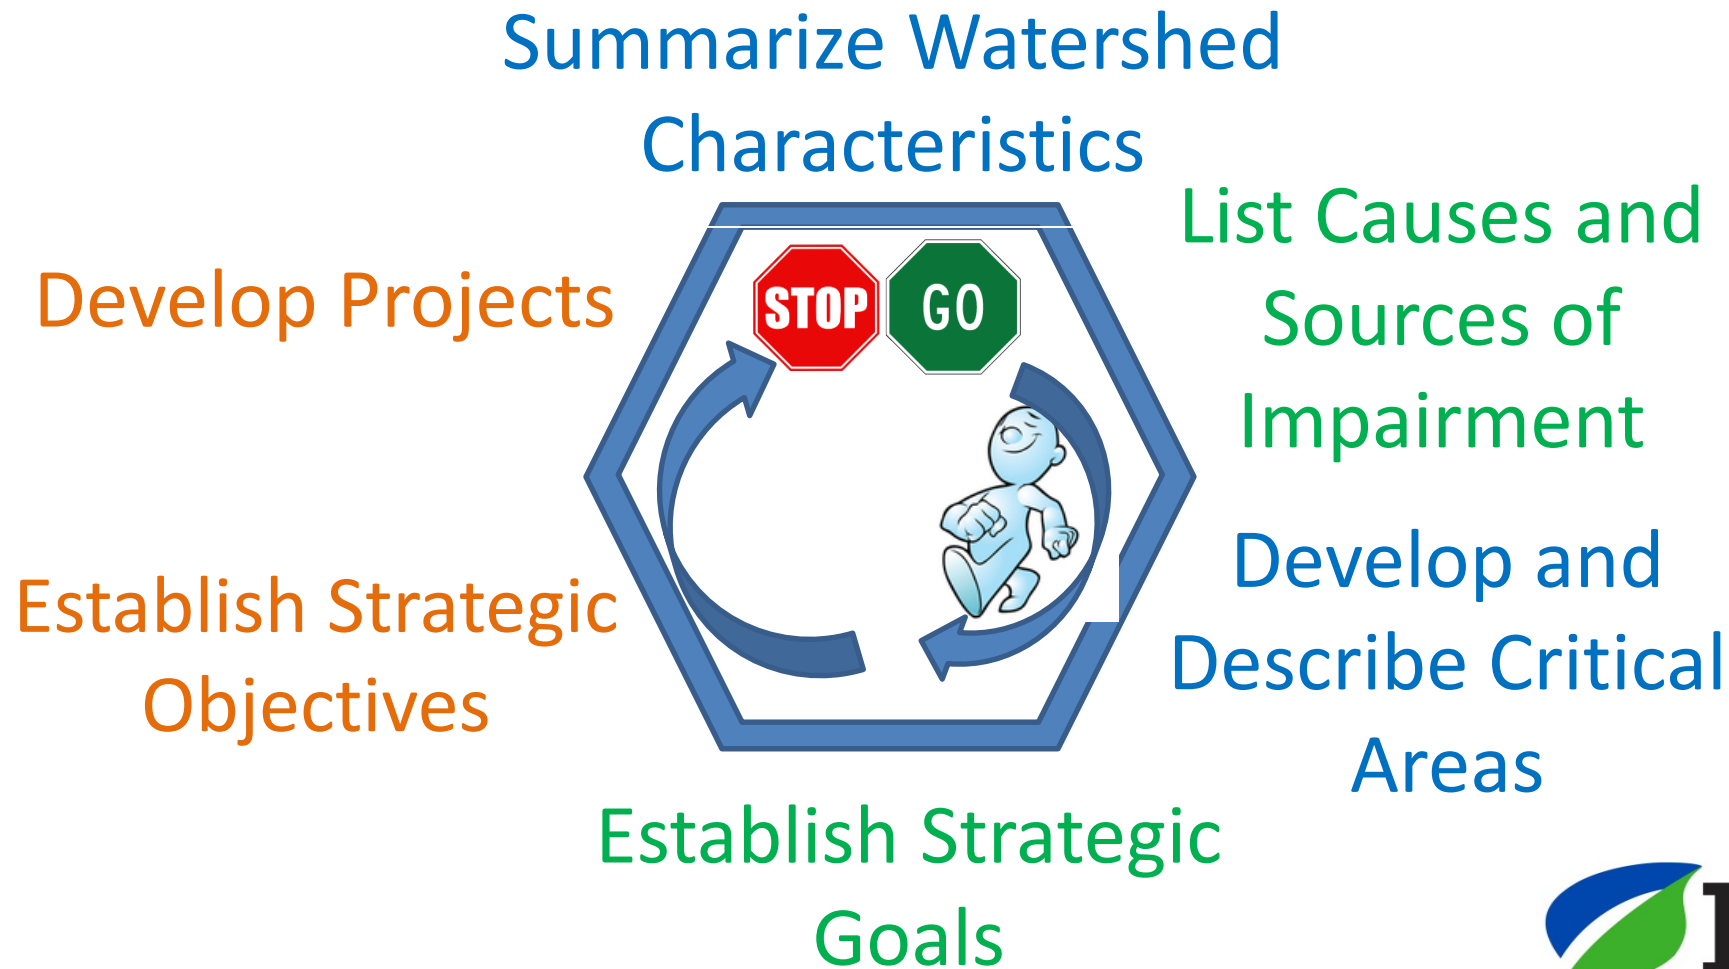 Summarize Watershed
Characteristics
List Causes and
Sources of
Impairment
Develop Projects
STOP
GO
Develop and
Describe Critical
Areas
Establish Strategic
Objectives
Establish Strategic
Goals